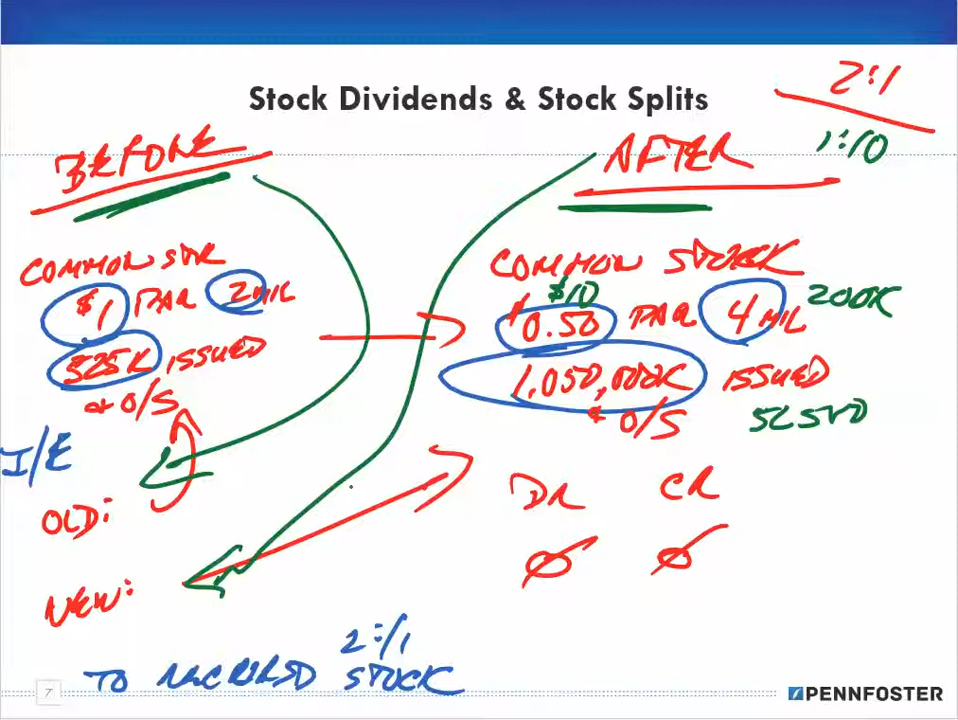 Stock Dividends & Stock Splits
2:1
1:10
BEFORE
AFTER
COMMON STK
$1 PAR 2 MIL
525K ISSUED
& O/S
COMMON STOCK
$10
$0.50 PAR 4 MIL 200K
1,050,000K ISSUED
& O/S 52500
I/E
OLD:
DR CR
Ø Ø
NEW:
2:/1
TO RECORD STOCK
7
PENNFOSTER